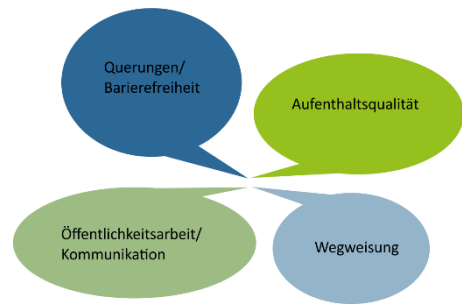 Querungen/
Barierefreiheit
Aufenthaltsqualität
Öffentlichkeitsarbeit/
Kommunikation
Wegweisung